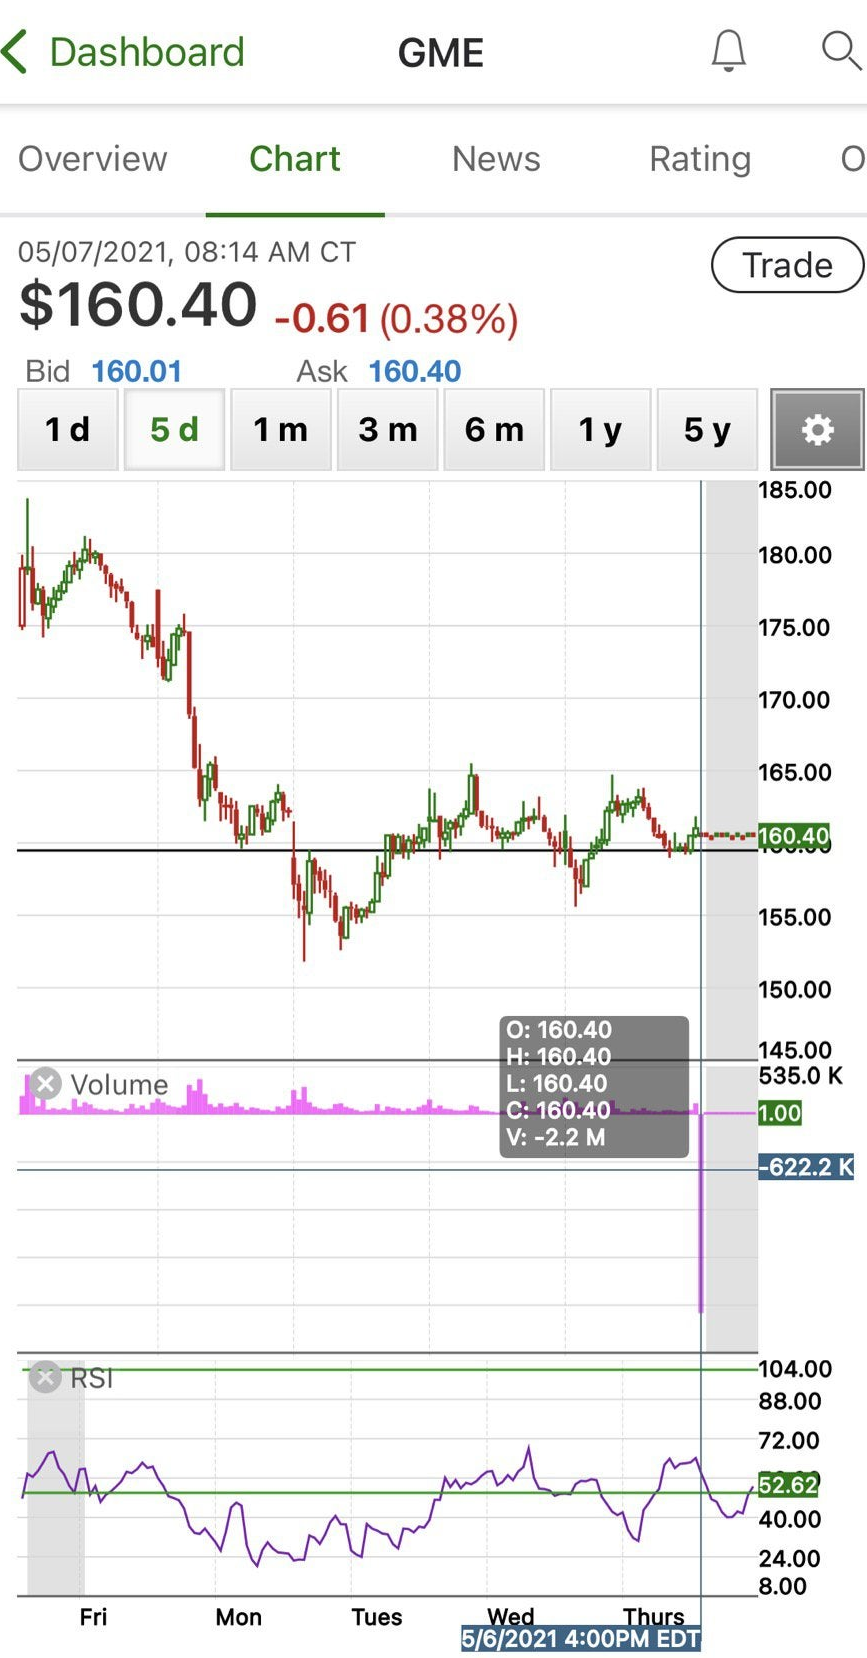 Dashboard GME
Overview Chart News Rating O
05/07/2021, 08:14 AM CT
$160.40 -0.61 (0.38%)
Trade
Bid 160.01 Ask 160.40
1 d 5 d 1 m 3 m 6 m 1 y 5 y
185.00
180.00
175.00
170.00
165.00
160.40
155.00
150.00
145.00
O: 160.40
H: 160.40
L: 160.40
C: 160.40
V: -2.2 M
Volume
535.0 K
1.00
-622.2 K
RSI
104.00
88.00
72.00
52.62
40.00
24.00
8.00
Fri Mon Tues Wed Thurs
5/6/2021 4:00PM EDT